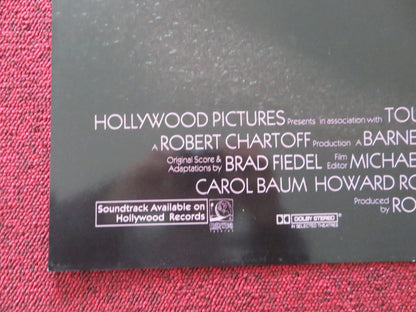 HOLLYWOOD PICTURES Presents in association with TOU
A ROBERT CHARTOFF Production A BARNE
Original Score & Adaptations by BRAD FIEDEL Film Editor MICHAE
CAROL BAUM HOWARD RO
Soundtrack Available on
Hollywood Records
DOLBY STEREO
IN SELECTED THEATRES
Produced by RO